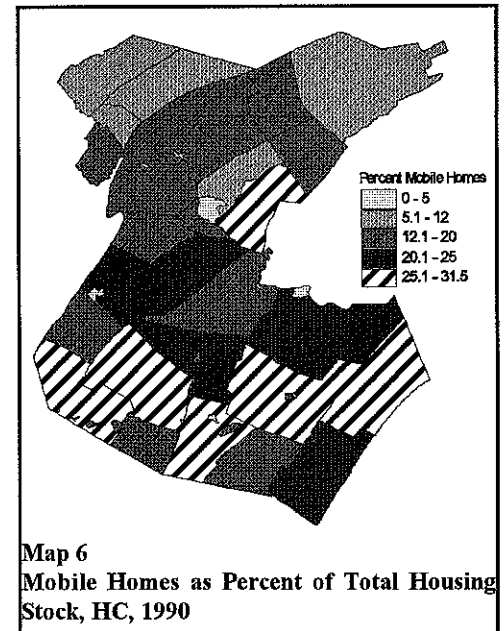 Percent Mobile Homes
0 - 5
5.1 - 12
12.1 - 20
20.1 - 25
25.1 - 31.5
Map 6
Mobile Homes as Percent of Total Housing
Stock, HC, 1990